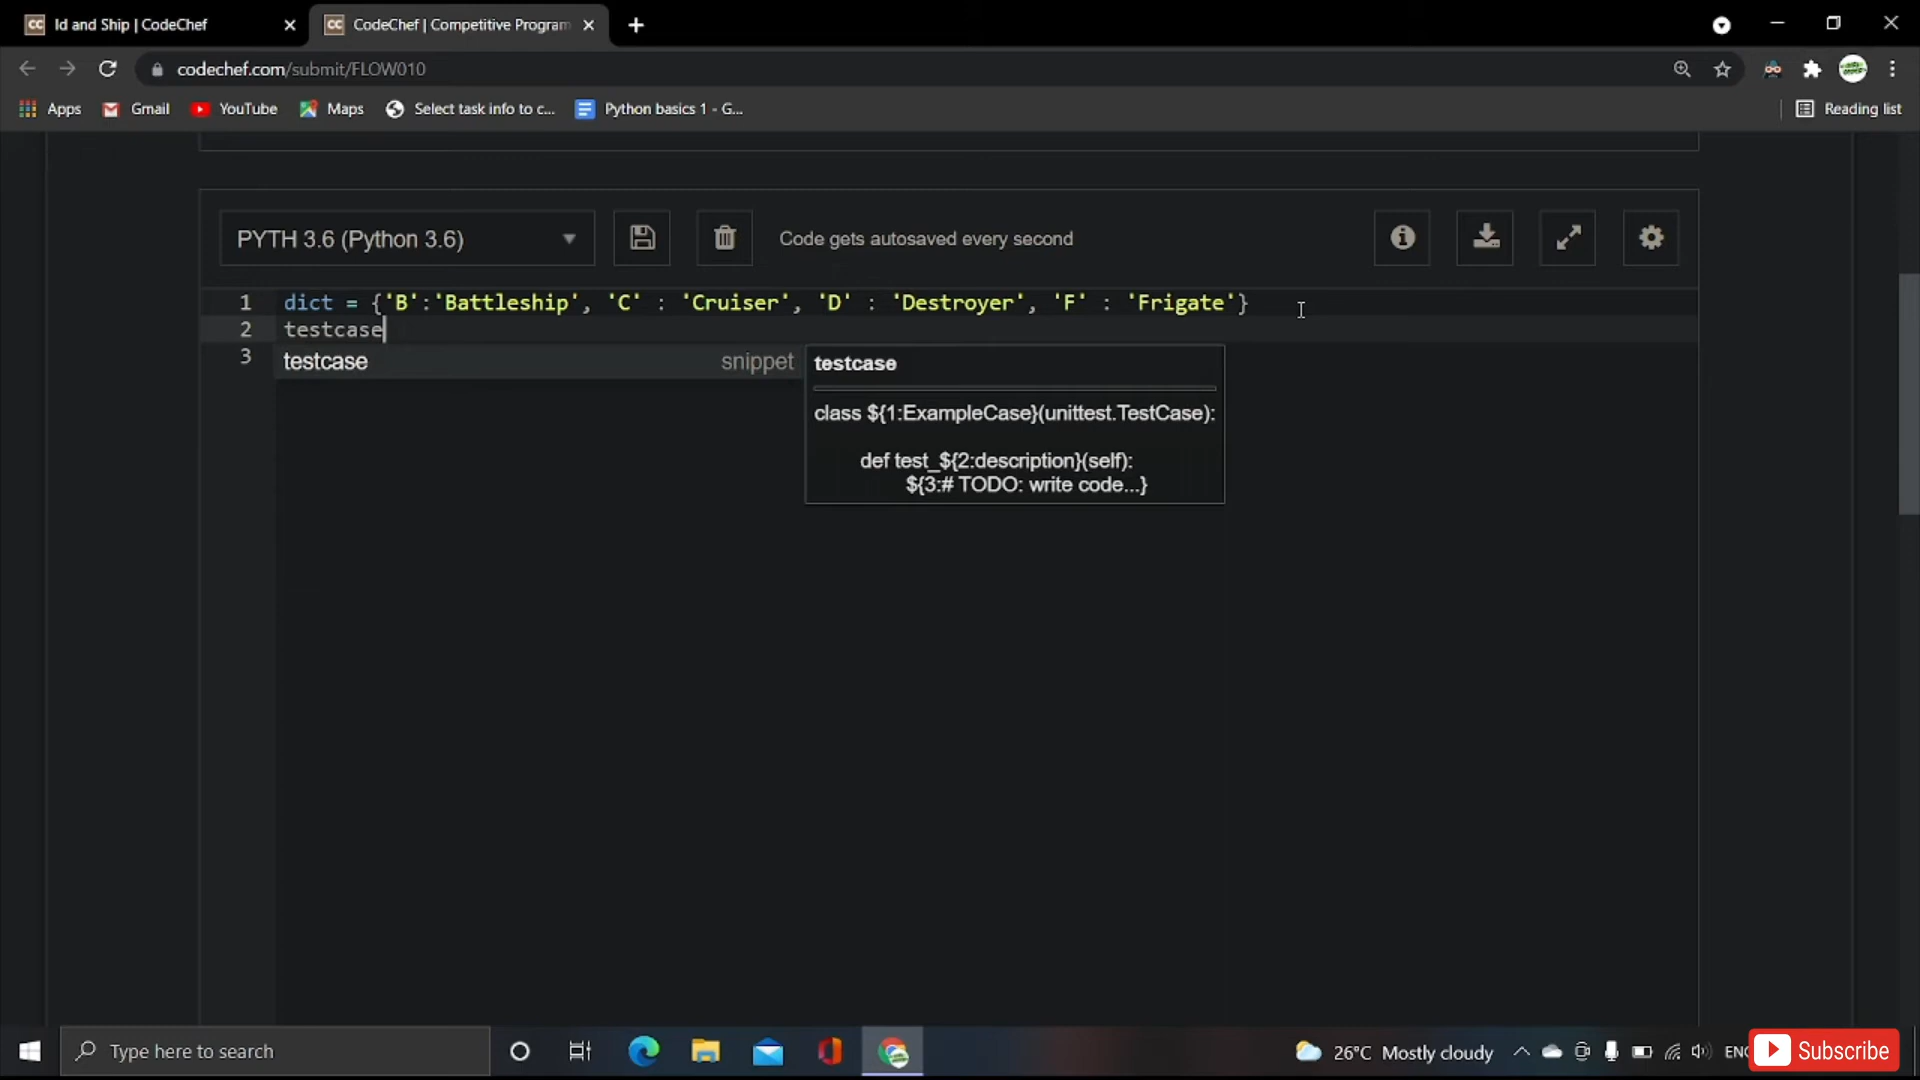 Id and Ship | CodeChef
CodeChef | Competitive Program
codechef.com/submit/FLOW010
Apps
Gmail
YouTube
Maps
Select task info to c...
Python basics 1 - G...
Reading list
PYTH 3.6 (Python 3.6)
Code gets autosaved every second
1 dict = {'B':'Battleship', 'C' : 'Cruiser', 'D' : 'Destroyer', 'F' : 'Frigate'}
2 testcase
3
testcase snippet
testcase
class ${1:ExampleCase}(unittest.TestCase):
def test_${2:description}(self):
${3:# TODO: write code...}
Type here to search
26°C Mostly cloudy
ENG
Subscribe